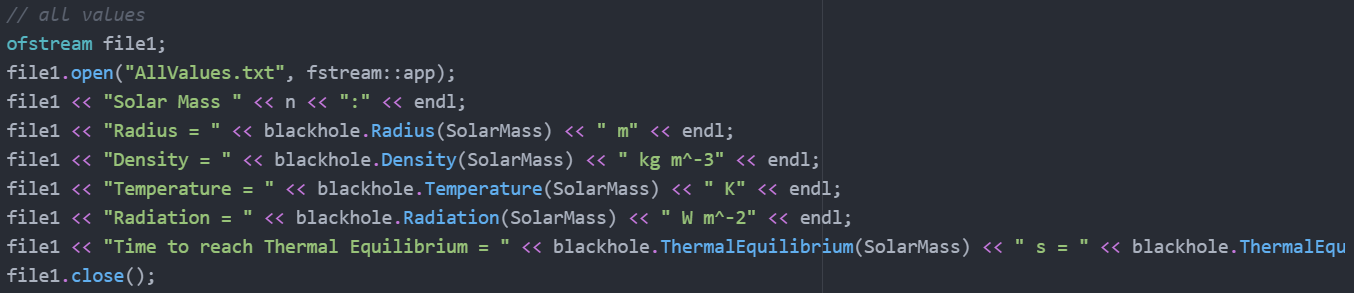 // all values
ofstream file1;
file1.open("AllValues.txt", fstream::app);
file1 << "Solar Mass " << n << ":" << endl;
file1 << "Radius = " << blackhole.Radius(SolarMass) << " m" << endl;
file1 << "Density = " << blackhole.Density(SolarMass) << " kg m^-3" << endl;
file1 << "Temperature = " << blackhole.Temperature(SolarMass) << " K" << endl;
file1 << "Radiation = " << blackhole.Radiation(SolarMass) << " W m^-2" << endl;
file1 << "Time to reach Thermal Equilibrium = " << blackhole.ThermalEquilibrium(SolarMass) << " s = " << blackhole.ThermalEqu
file1.close();